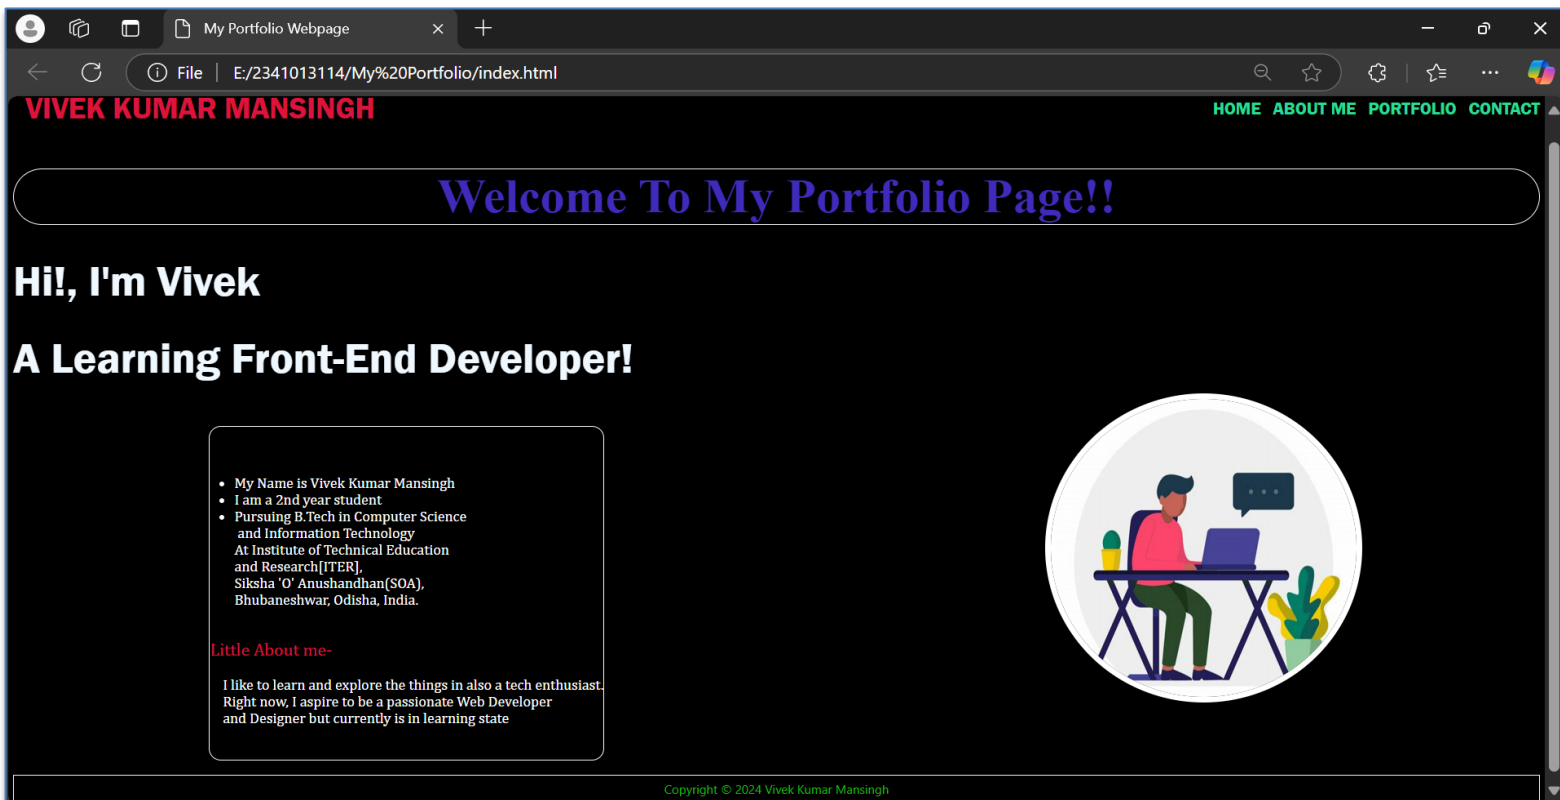 My Portfolio Webpage
File | E:/2341013114/My%20Portfolio/index.html
VIVEK KUMAR MANSINGH
HOME ABOUT ME PORTFOLIO CONTACT
Welcome To My Portfolio Page!!
Hi!, I'm Vivek
A Learning Front-End Developer!
• My Name is Vivek Kumar Mansingh
• I am a 2nd year student
• Pursuing B.Tech in Computer Science
and Information Technology
At Institute of Technical Education
and Research[ITER],
Siksha 'O' Anushandhan(SOA),
Bhubaneshwar, Odisha, India.
Little About me-
I like to learn and explore the things in also a tech enthusiast.
Right now, I aspire to be a passionate Web Developer
and Designer but currently is in learning state
Copyright © 2024 Vivek Kumar Mansingh